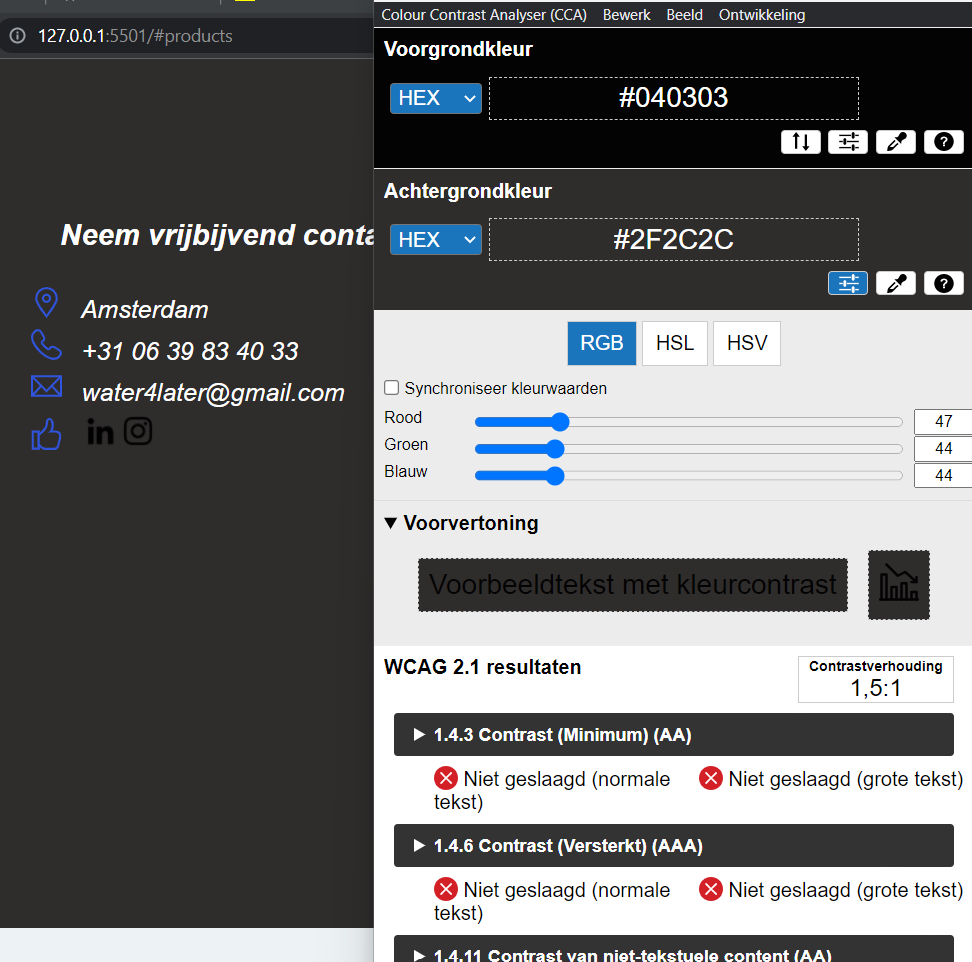 127.0.0.1:5501/#products
Neem vrijbijvend conta
Amsterdam
+31 06 39 83 40 33
water4later@gmail.com
in
Colour Contrast Analyser (CCA) Bewerk Beeld Ontwikkeling
Voorgrondkleur
HEX #040303
?
Achtergrondkleur
HEX #2F2C2C
?
RGB HSL HSV
Synchroniseer kleurwaarden
Rood 47
Groen 44
Blauw 44
Voorvertoning
Voorbeeldtekst met kleurcontrast
WCAG 2.1 resultaten
Contrastverhouding
1,5:1
1.4.3 Contrast (Minimum) (AA)
Niet geslaagd (normale
tekst)
Niet geslaagd (grote tekst)
1.4.6 Contrast (Versterkt) (AAA)
Niet geslaagd (normale
tekst)
Niet geslaagd (grote tekst)
1.4.11 Contrast van niet-tekstuele content (AA)